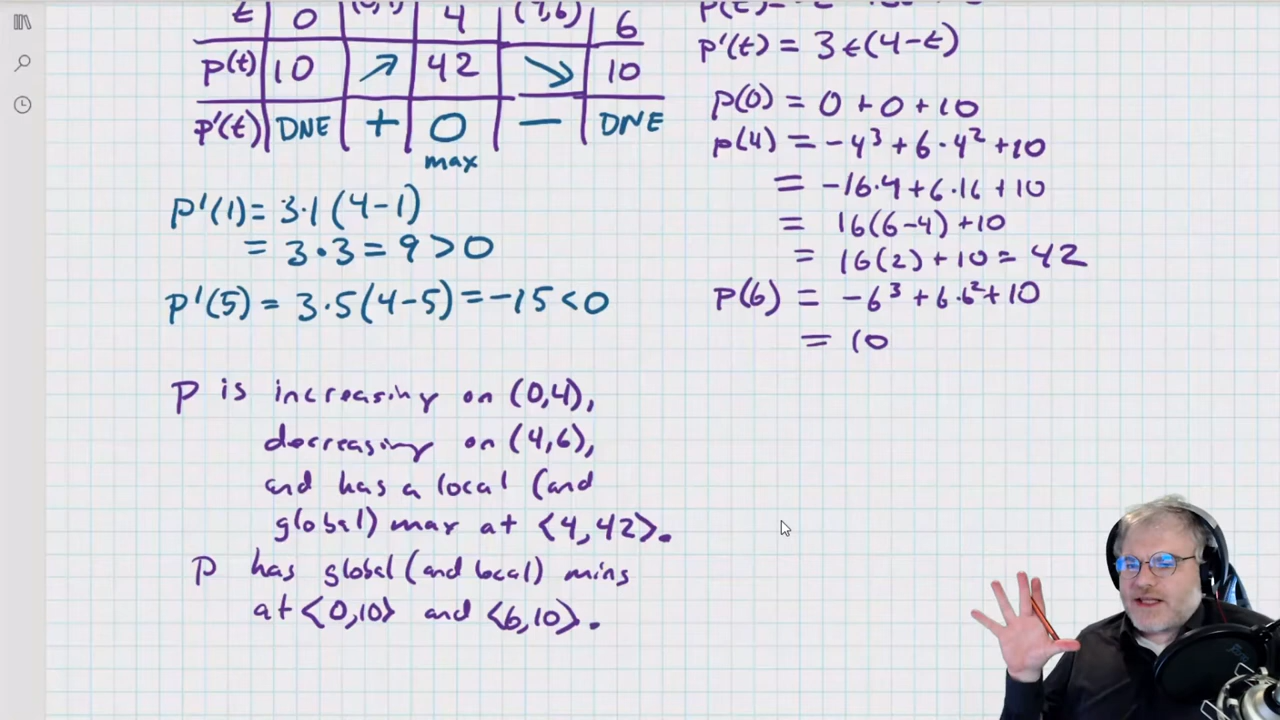 t 0 4 6
p(t) 10 ↗ 42 ↘ 10
p'(t) DNE + 0 − DNE
max
p'(1) = 3·1(4−1)
= 3·3 = 9 > 0
p'(5) = 3·5(4−5) = −15 < 0
p is increasing on (0,4),
decreasing on (4,6),
and has a local (and
global) max at <4,42>.
p has global (and local) mins
at <0,10> and <6,10>.
p'(t) = 3t(4−t)
p(0) = 0 + 0 + 10
p(4) = −4³ + 6·4² + 10
= −16·4 + 6·16 + 10
= 16(6−4) + 10
= 16(2) + 10 = 42
p(6) = −6³ + 6·6² + 10
= 10